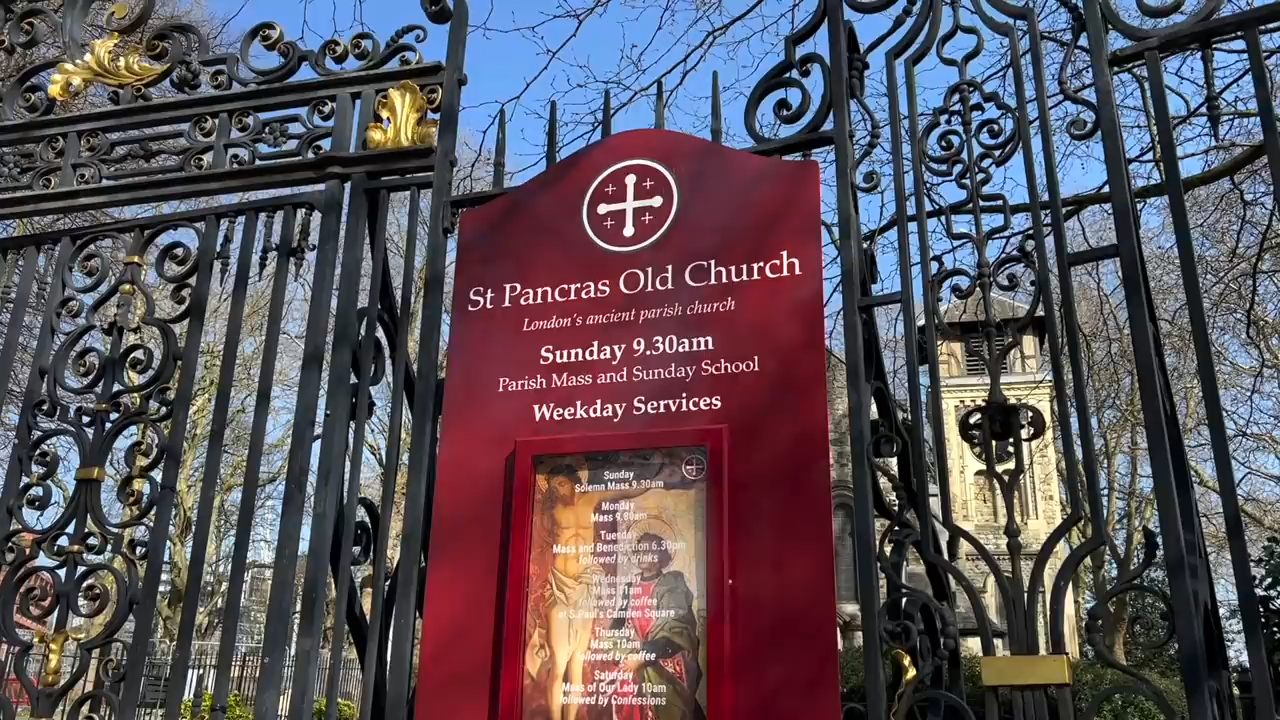 St Pancras Old Church
London's ancient parish church
Sunday 9.30am
Parish Mass and Sunday School
Weekday Services
Sunday
Solemn Mass 9.30am
Monday
Mass 9.30am
Tuesday
Mass and Benediction 6.30pm
followed by drinks
Wednesday
Mass 11am
followed by coffee
at S.Paul's Camden Square
Thursday
Mass 10am
followed by coffee
Saturday
Mass of Our Lady 10am
followed by Confessions